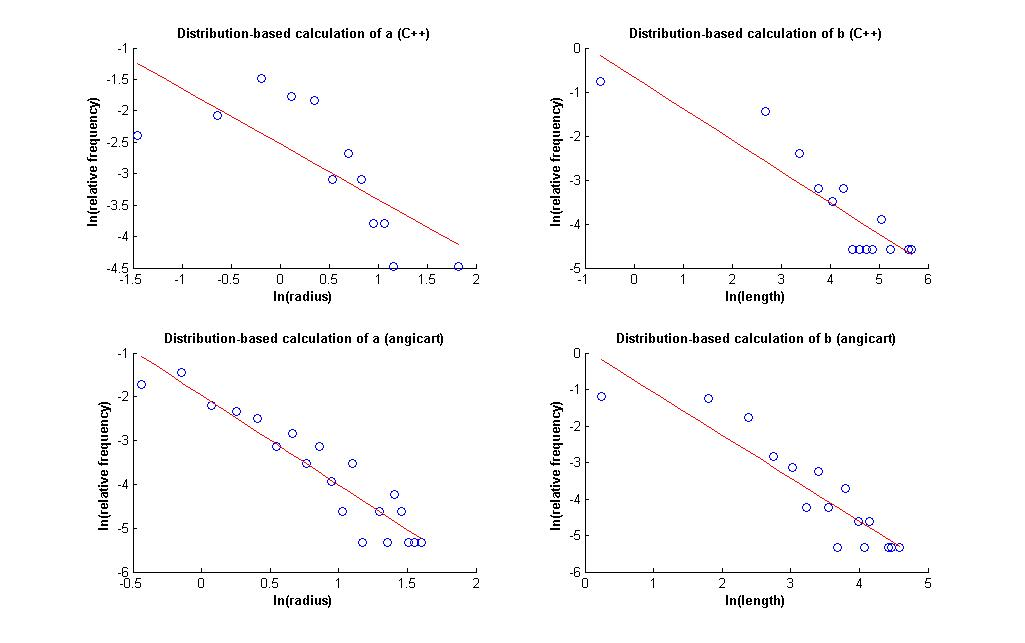 Distribution-based calculation of a (C++)
-1
-1.5
-2
-2.5
-3
-3.5
-4
-4.5
ln(relative frequency)
-1.5 -1 -0.5 0 0.5 1 1.5 2
ln(radius)
Distribution-based calculation of b (C++)
0
-1
-2
-3
-4
-5
ln(relative frequency)
-1 0 1 2 3 4 5 6
ln(length)
Distribution-based calculation of a (angicart)
-1
-2
-3
-4
-5
-6
ln(relative frequency)
-0.5 0 0.5 1 1.5 2
ln(radius)
Distribution-based calculation of b (angicart)
0
-1
-2
-3
-4
-5
-6
ln(relative frequency)
0 1 2 3 4 5
ln(length)